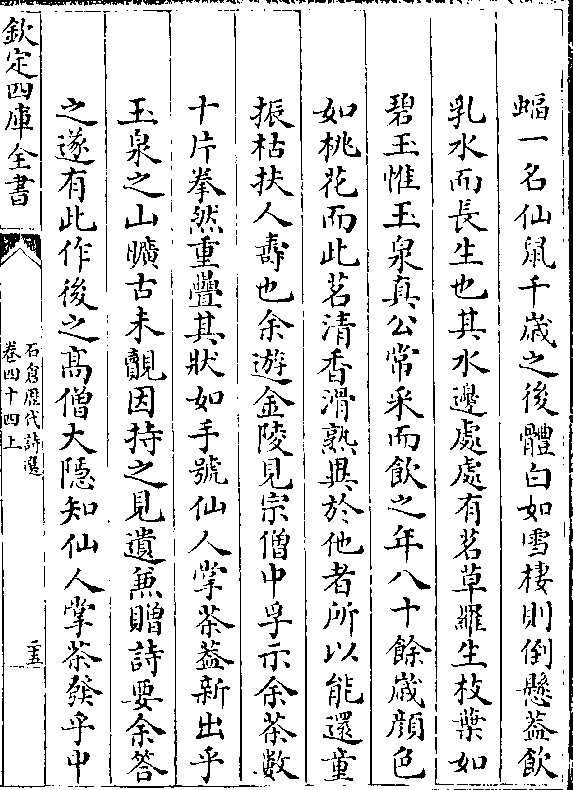 蝠一名仙鼠千歲之後體白如雪棲則倒懸蓋飲
乳水而長生也其水邊處處有茗草羅生枝葉如
碧玉惟玉泉真公常采而飲之年八十餘歲顔色
如桃花而此茗清香滑熟異於他者所以能還童
振枯扶人壽也余遊金陵見宗僧中孚示余茶數
十片拳然重疊其狀如手號仙人掌茶葢新出乎
玉泉之山曠古未覿因持之見遺兼贈詩要余答
之遂有此作後之髙僧大隱知仙人掌茶發乎中
欽定四庫全書
石倉歷代詩選
卷四十四上
二五